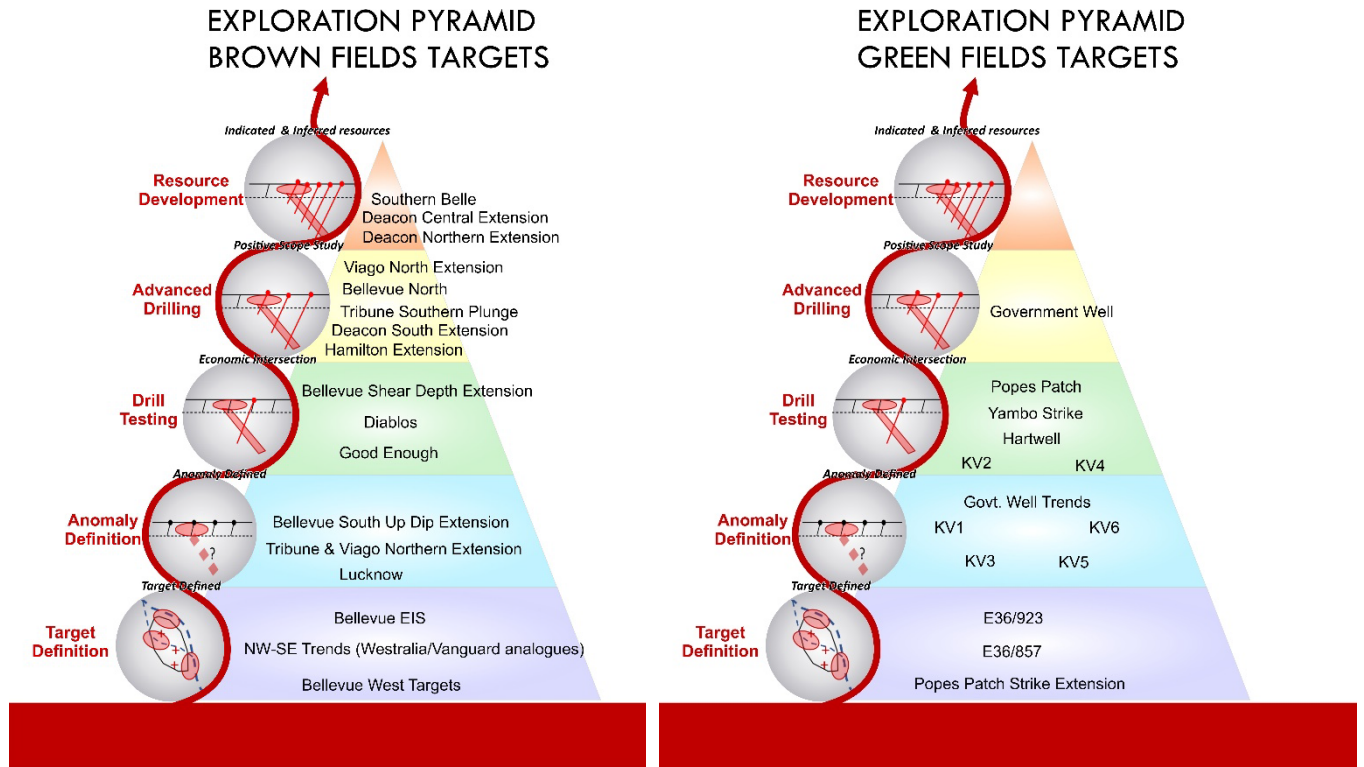 EXPLORATION PYRAMID
BROWN FIELDS TARGETS
Indicated & Inferred resources
Resource
Development
Southern Belle
Deacon Central Extension
Deacon Northern Extension
Positive Scope Study
Viago North Extension
Advanced
Drilling
Bellevue North
Tribune Southern Plunge
Deacon South Extension
Hamilton Extension
Economic Intersection
Bellevue Shear Depth Extension
Drill
Testing
Diablos
Good Enough
Anomaly Defined
Anomaly
Definition
Bellevue South Up Dip Extension
Tribune & Viago Northern Extension
?
Lucknow
Target Defined
Bellevue EIS
Target
Definition
NW-SE Trends (Westralia/Vanguard analogues)
Bellevue West Targets
EXPLORATION PYRAMID
GREEN FIELDS TARGETS
Indicated & Inferred resources
Resource
Development
Positive Scope Study
Advanced
Drilling
Government Well
Economic Intersection
Popes Patch
Drill
Testing
Yambo Strike
Hartwell
KV2 KV4
Anomaly Defined
Govt. Well Trends
Anomaly
Definition
KV1 KV6
?
KV3 KV5
Target Defined
E36/923
Target
Definition
E36/857
Popes Patch Strike Extension